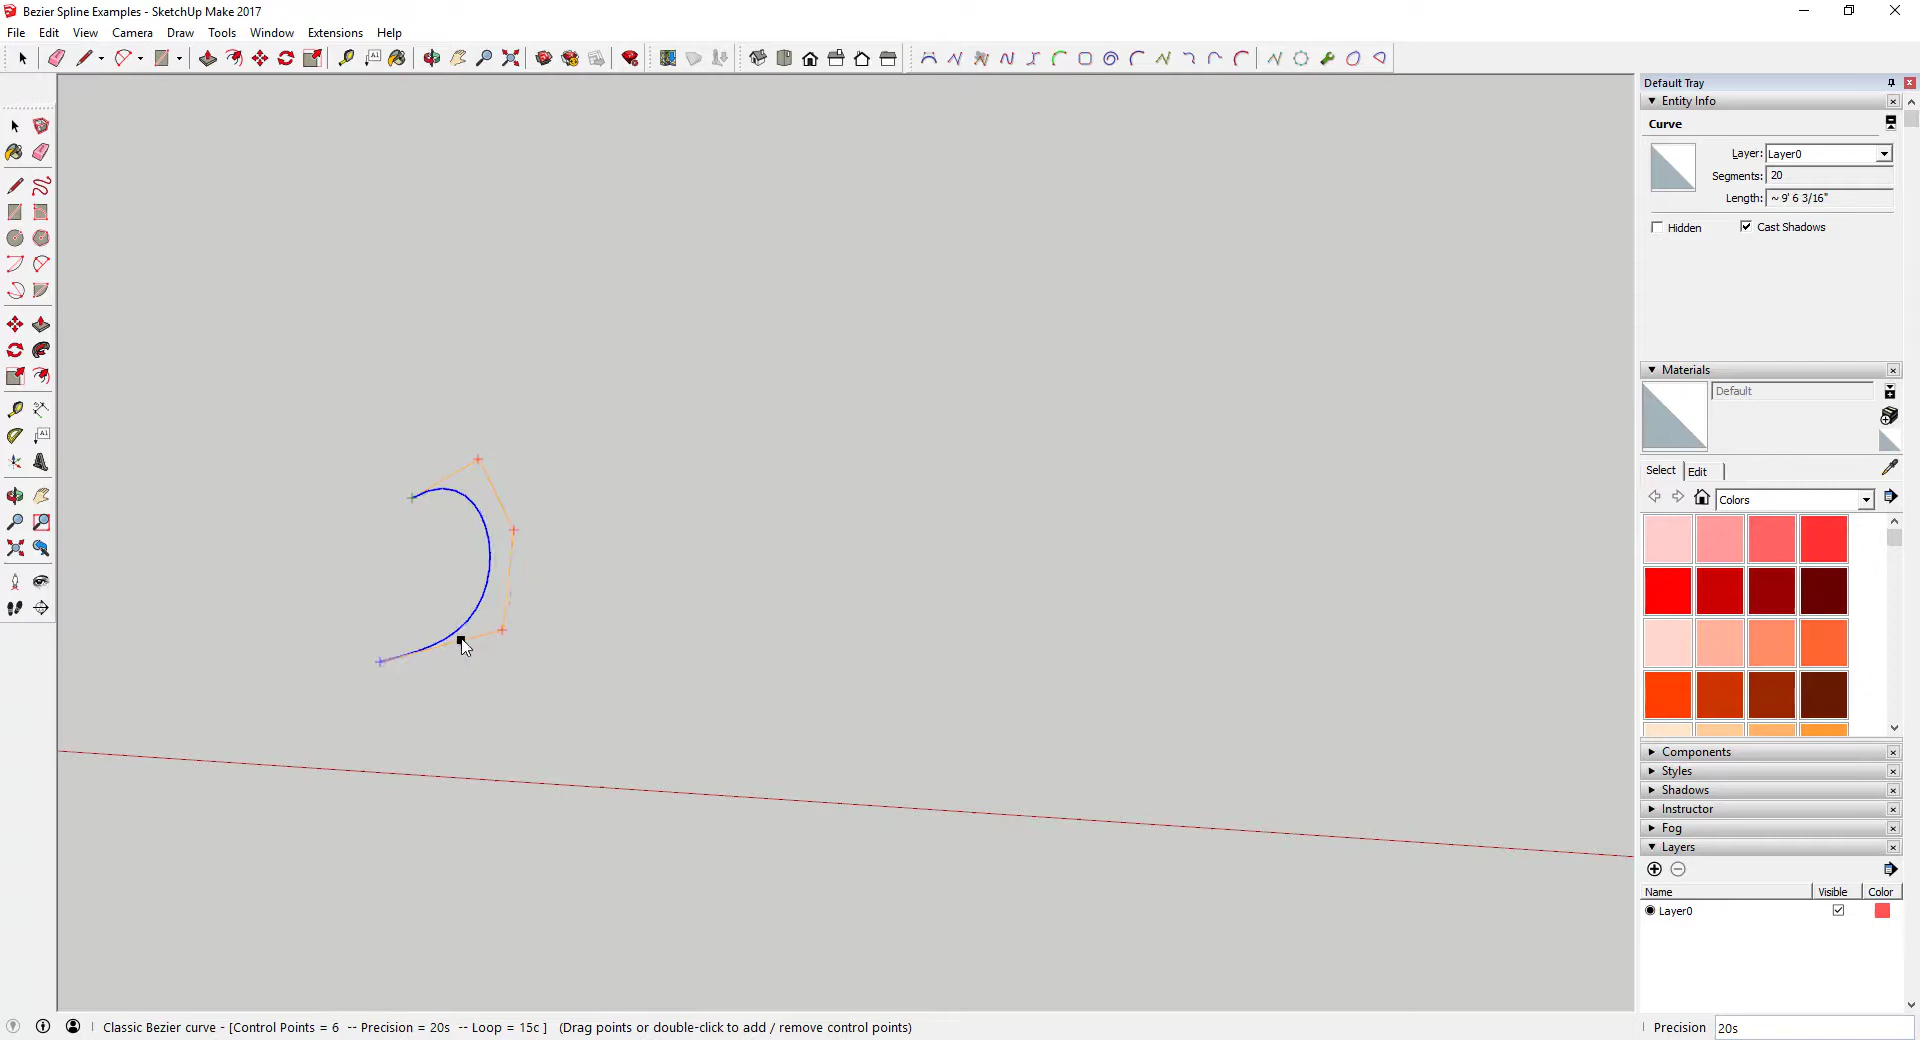 Bezier Spline Examples - SketchUp Make 2017
File Edit View Camera Draw Tools Window Extensions Help
A1
Default Tray
Entity Info
Curve
Layer: Layer0
Segments: 20
Length: ~ 9' 6 3/16"
Hidden Cast Shadows
Materials
Default
A1
Select Edit
Colors
Components
Styles
Shadows
Instructor
Fog
Layers
Name Visible Color
Layer0
Classic Bezier curve - [Control Points = 6 -- Precision = 20s -- Loop = 15c ] (Drag points or double-click to add / remove control points) Precision 20s